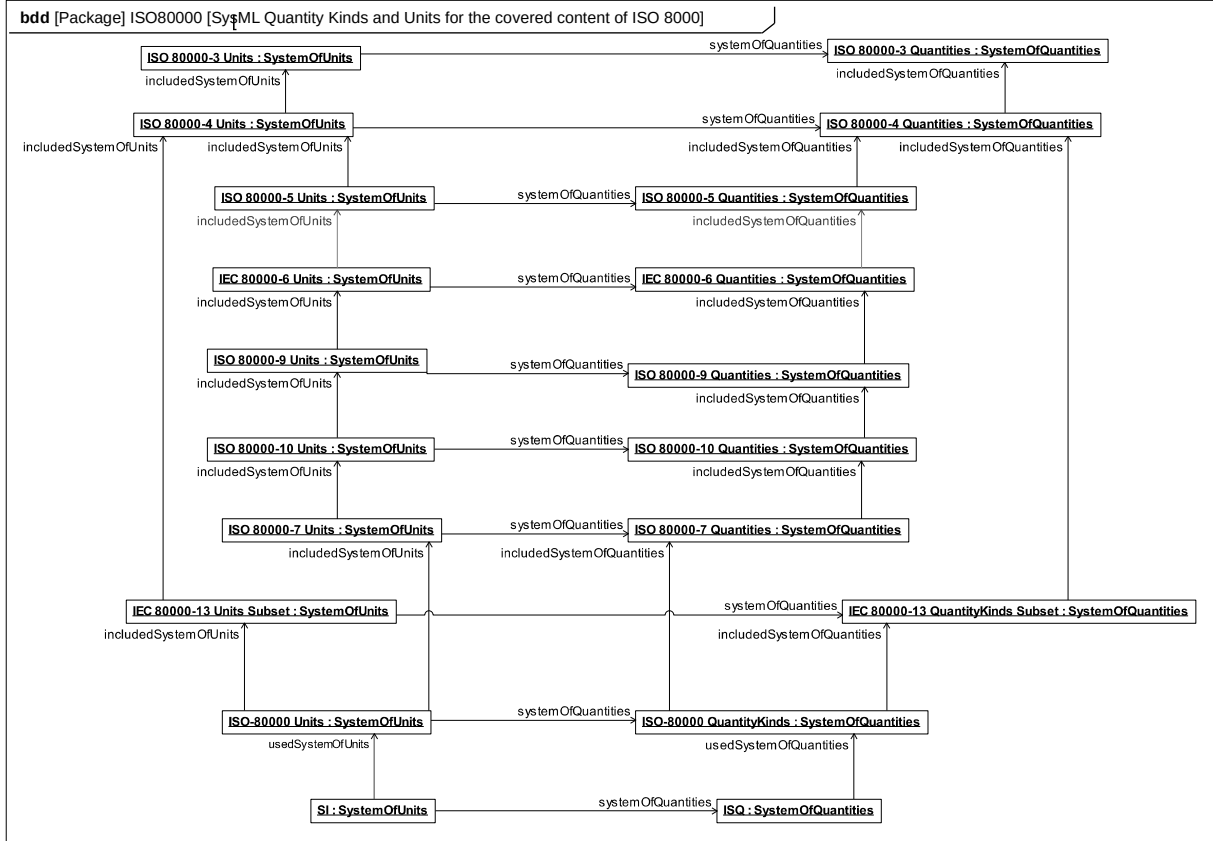 bdd [Package] ISO80000 [SysML Quantity Kinds and Units for the covered content of ISO 8000]
systemOfQuantities
ISO 80000-3 Units : SystemOfUnits
ISO 80000-3 Quantities : SystemOfQuantities
includedSystemOfUnits
includedSystemOfQuantities
systemOfQuantities
ISO 80000-4 Units : SystemOfUnits
ISO 80000-4 Quantities : SystemOfQuantities
includedSystemOfUnits
includedSystemOfUnits
includedSystemOfQuantities
includedSystemOfQuantities
systemOfQuantities
ISO 80000-5 Units : SystemOfUnits
ISO 80000-5 Quantities : SystemOfQuantities
includedSystemOfUnits
includedSystemOfQuantities
systemOfQuantities
IEC 80000-6 Units : SystemOfUnits
IEC 80000-6 Quantities : SystemOfQuantities
includedSystemOfUnits
includedSystemOfQuantities
ISO 80000-9 Units : SystemOfUnits
systemOfQuantities
ISO 80000-9 Quantities : SystemOfQuantities
includedSystemOfUnits
includedSystemOfQuantities
systemOfQuantities
ISO 80000-10 Units : SystemOfUnits
ISO 80000-10 Quantities : SystemOfQuantities
includedSystemOfUnits
includedSystemOfQuantities
systemOfQuantities
ISO 80000-7 Units : SystemOfUnits
ISO 80000-7 Quantities : SystemOfQuantities
includedSystemOfUnits
includedSystemOfQuantities
systemOfQuantities
IEC 80000-13 Units Subset : SystemOfUnits
IEC 80000-13 QuantityKinds Subset : SystemOfQuantities
includedSystemOfUnits
includedSystemOfQuantities
systemOfQuantities
ISO-80000 Units : SystemOfUnits
ISO-80000 QuantityKinds : SystemOfQuantities
usedSystemOfUnits
usedSystemOfQuantities
systemOfQuantities
SI : SystemOfUnits
ISQ : SystemOfQuantities